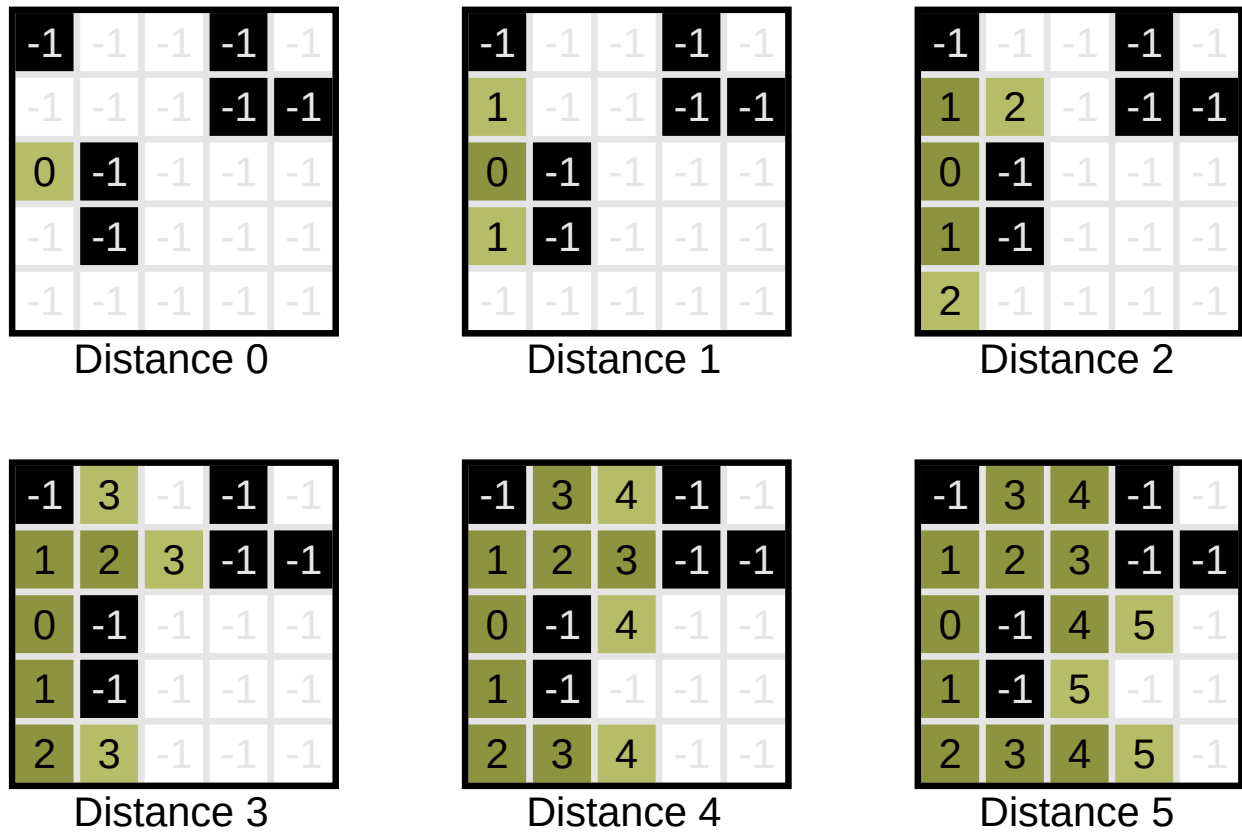 -1 -1 -1 -1 -1
-1 -1 -1 -1 -1
0 -1 -1 -1 -1
-1 -1 -1 -1 -1
-1 -1 -1 -1 -1
Distance 0
-1 -1 -1 -1 -1
1 -1 -1 -1 -1
0 -1 -1 -1 -1
1 -1 -1 -1 -1
-1 -1 -1 -1 -1
Distance 1
-1 -1 -1 -1 -1
1 2 -1 -1 -1
0 -1 -1 -1 -1
1 -1 -1 -1 -1
2 -1 -1 -1 -1
Distance 2
-1 3 -1 -1 -1
1 2 3 -1 -1
0 -1 -1 -1 -1
1 -1 -1 -1 -1
2 3 -1 -1 -1
Distance 3
-1 3 4 -1 -1
1 2 3 -1 -1
0 -1 4 -1 -1
1 -1 -1 -1 -1
2 3 4 -1 -1
Distance 4
-1 3 4 -1 -1
1 2 3 -1 -1
0 -1 4 5 -1
1 -1 5 -1 -1
2 3 4 5 -1
Distance 5